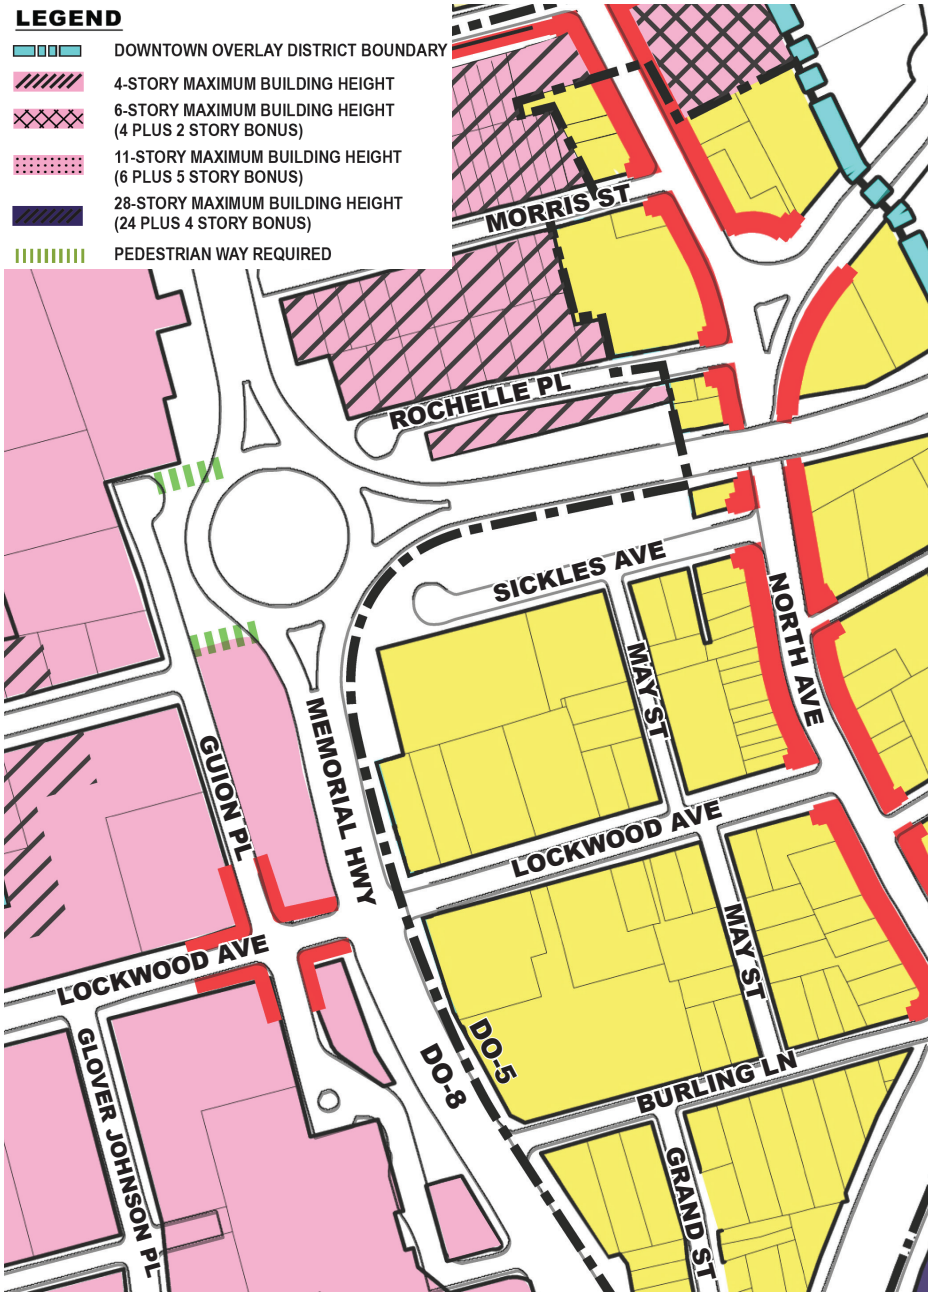 LEGEND
DOWNTOWN OVERLAY DISTRICT BOUNDARY
4-STORY MAXIMUM BUILDING HEIGHT
6-STORY MAXIMUM BUILDING HEIGHT
(4 PLUS 2 STORY BONUS)
11-STORY MAXIMUM BUILDING HEIGHT
(6 PLUS 5 STORY BONUS)
28-STORY MAXIMUM BUILDING HEIGHT
(24 PLUS 4 STORY BONUS)
PEDESTRIAN WAY REQUIRED
MORRIS ST
ROCHELLE PL
SICKLES AVE
NORTH AVE
MAY ST
MEMORIAL HWY
GUION PL
LOCKWOOD AVE
MAY ST
LOCKWOOD AVE
DO-5
DO-8
GLOVER JOHNSON PL
BURLING LN
GRAND ST